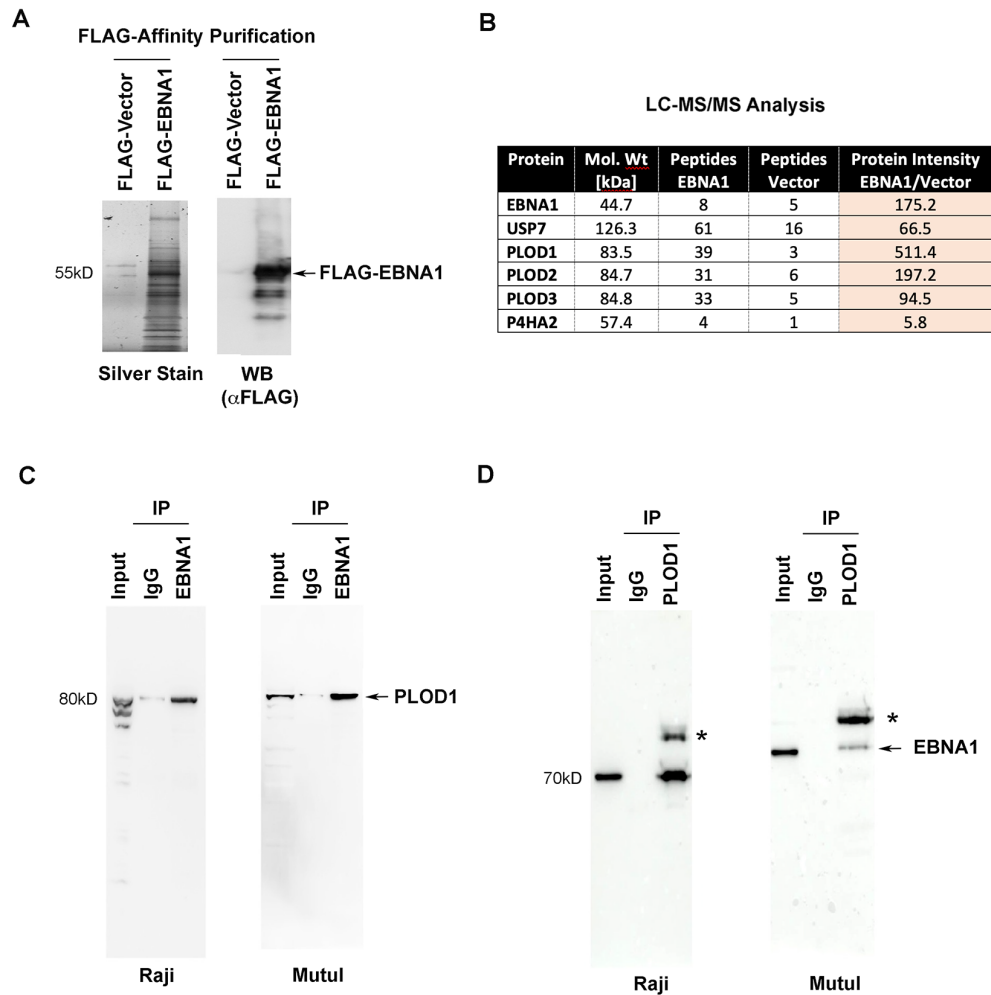 A
FLAG-Affinity Purification
FLAG-Vector
FLAG-EBNA1
FLAG-Vector
FLAG-EBNA1
55kD
FLAG-EBNA1
Silver Stain
WB
(αFLAG)
B
LC-MS/MS Analysis
Protein Mol. Wt [kDa] Peptides EBNA1 Peptides Vector Protein Intensity EBNA1/Vector
EBNA1 44.7 8 5 175.2
USP7 126.3 61 16 66.5
PLOD1 83.5 39 3 511.4
PLOD2 84.7 31 6 197.2
PLOD3 84.8 33 5 94.5
P4HA2 57.4 4 1 5.8
C
IP
Input
IgG
EBNA1
80kD
Raji
IP
Input
IgG
EBNA1
PLOD1
MutuI
D
IP
Input
IgG
PLOD1
70kD
*
Raji
IP
Input
IgG
PLOD1
*
EBNA1
MutuI